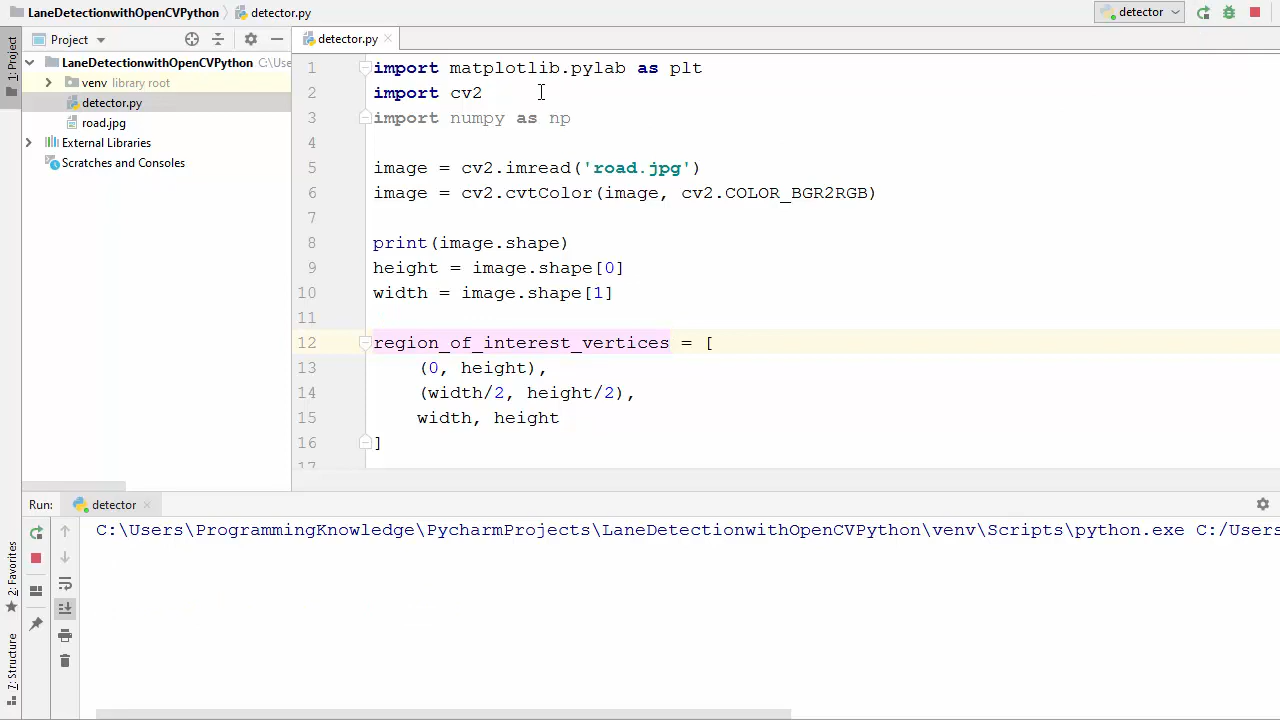 LaneDetectionwithOpenCVPython detector.py detector
1: Project
Project
LaneDetectionwithOpenCVPython C:\Use
venv library root
detector.py
road.jpg
External Libraries
Scratches and Consoles
detector.py
1 import matplotlib.pylab as plt
2 import cv2
3 import numpy as np
4
5 image = cv2.imread('road.jpg')
6 image = cv2.cvtColor(image, cv2.COLOR_BGR2RGB)
7
8 print(image.shape)
9 height = image.shape[0]
10 width = image.shape[1]
11
12 region_of_interest_vertices = [
13 (0, height),
14 (width/2, height/2),
15 width, height
16 ]
17
Run: detector
C:\Users\ProgrammingKnowledge\PycharmProjects\LaneDetectionwithOpenCVPython\venv\Scripts\python.exe C:/Users
2: Favorites
7: Structure